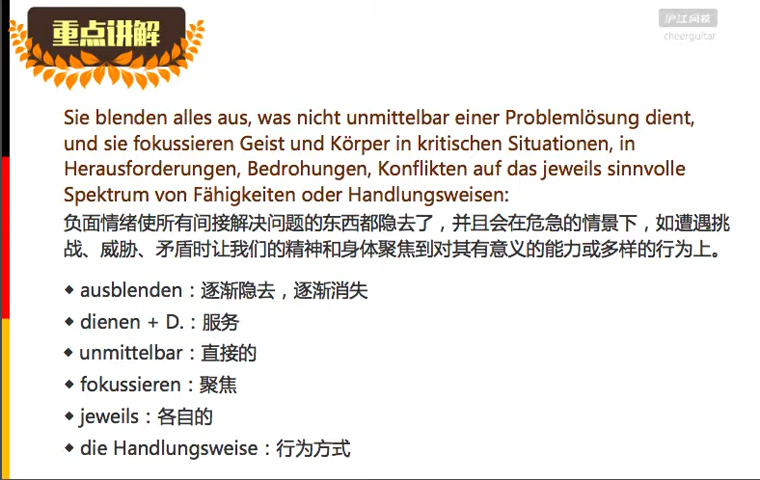 重点讲解
沪江网校
cheerguitar
Sie blenden alles aus, was nicht unmittelbar einer Problemlösung dient,
und sie fokussieren Geist und Körper in kritischen Situationen, in
Herausforderungen, Bedrohungen, Konflikten auf das jeweils sinnvolle
Spektrum von Fähigkeiten oder Handlungsweisen:
负面情绪使所有间接解决问题的东西都隐去了，并且会在危急的情景下，如遭遇挑
战、威胁、矛盾时让我们的精神和身体聚焦到对其有意义的能力或多样的行为上。
◆ ausblenden：逐渐隐去，逐渐消失
◆ dienen + D.：服务
◆ unmittelbar：直接的
◆ fokussieren：聚焦
◆ jeweils：各自的
◆ die Handlungsweise：行为方式